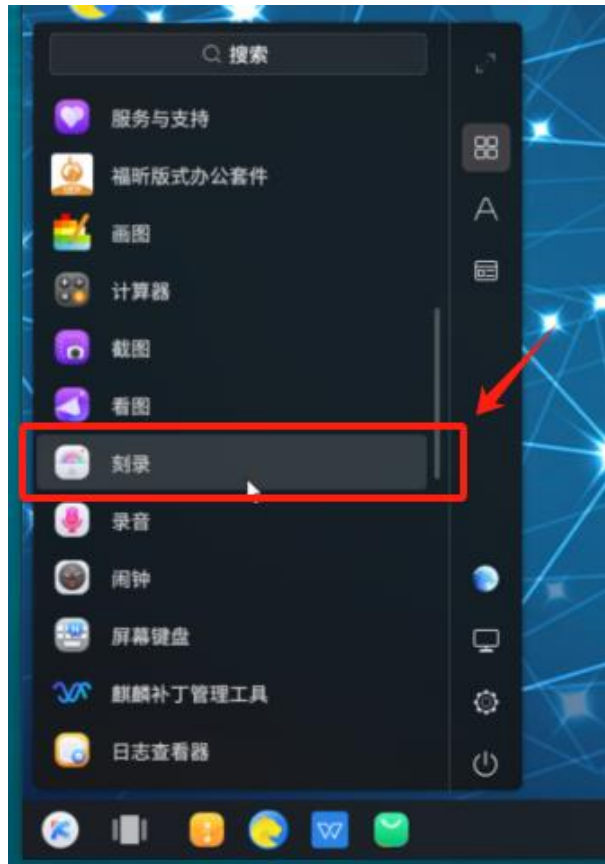 搜索
服务与支持
福昕版式办公套件
画图
计算器
截图
看图
刻录
录音
闹钟
屏幕键盘
麒麟补丁管理工具
日志查看器